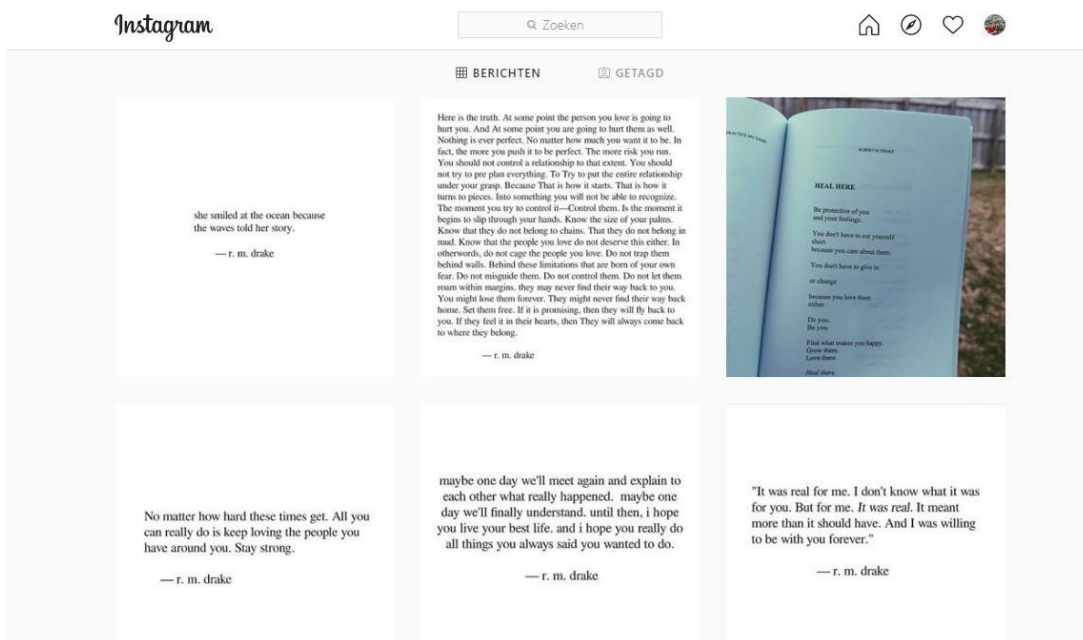 Instagram
Zoeken
BERICHTEN
GETAGD
she smiled at the ocean because
the waves told her story.
— r. m. drake
Here is the truth. At some point the person you love is going to
hurt you. And At some point you are going to hurt them as well.
Nothing is ever perfect. No matter how much you want it to be. In
fact, the more you push it to be perfect. The more risk you run.
You should not control a relationship to that extent. You should
not try to pre plan everything. To Try to put the entire relationship
under your grasp. Because That is how it starts. That is how it
turns to pieces. Into something you will not be able to recognize.
The moment you try to control it—Control them. Is the moment it
begins to slip through your hands. Know the size of your palms.
Know that they do not belong to chains. That they do not belong in
mud. Know that the people you love do not deserve this either. In
otherwords, do not cage the people you love. Do not trap them
behind walls. Behind these limitations that are born of your own
fear. Do not misguide them. Do not control them. Do not let them
roam within margins. they may never find their way back to you.
You might lose them forever. They might never find their way back
home. Set them free. If it is promising, then they will fly back to
you. If they feel it in their hearts, then They will always come back
to where they belong.
— r. m. drake
ROBERT M. DRAKE
HEAL HERE
Be protective of you
and your feelings.
You don't have to eat yourself
short
because you care about them.
You don't have to give in
or change
because you love them
either.
Do you.
Be you.
Find what makes you happy.
Grow there.
Love there.
Heal there.
No matter how hard these times get. All you
can really do is keep loving the people you
have around you. Stay strong.
— r. m. drake
maybe one day we'll meet again and explain to
each other what really happened. maybe one
day we'll finally understand. until then, i hope
you live your best life. and i hope you really do
all things you always said you wanted to do.
— r. m. drake
"It was real for me. I don't know what it was
for you. But for me. It was real. It meant
more than it should have. And I was willing
to be with you forever."
— r. m. drake